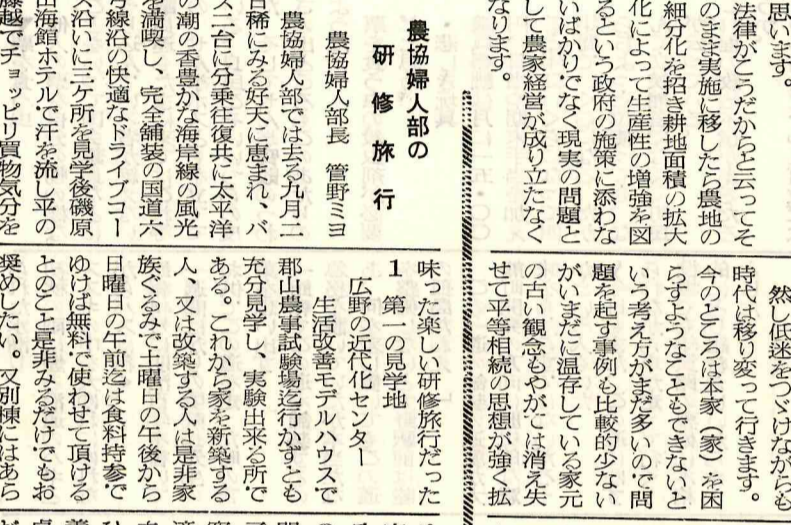 思います。
法律がこうだからと云ってそ
のまま実施に移したら農地の
細分化を招き耕地面積の拡大
化によって生産性の増強を図
るという政府の施策に添わな
いばかりでなく現実の問題と
して農家経営が成り立たなく
なります。
然し低迷をつゞけながらも
時代は移り変って行きます。
今のところは本家（家）を困
らすようなこともできないと
いう考え方がまだ多いので問
題を起す事例も比較的少ない
がいまだに温存している家元
の古い観念もやがては消え失
せて平等相続の思想が強く拡
農協婦人部の
研修旅行
農協婦人部長　管野ミヨ
農協婦人部では去る九月二
日稀にみる好天に恵まれ、バ
ス二台に分乗往復共に太平洋
の潮の香豊かな海岸線の風光
を満喫し、完全舗装の国道六
号線沿の快適なドライブコー
ス沿いに三ケ所を見学後磯原
山海館ホテルで汗を流し平の
藤越でチョッピリ買物気分を
味った楽しい研修旅行だった
1　第一の見学地
広野の近代化センター
生活改善モデルハウスで
郡山農事試験場迄行かずとも
充分見学し、実験出来る所で
ある。これから家を新築する
人、又は改築する人は是非家
族ぐるみで土曜日の午後から
日曜日の午前迄は食料持参で
ゆけば無料で使わせて頂ける
とのこと是非みるだけでもお
奨めしたい。又別棟にはあら